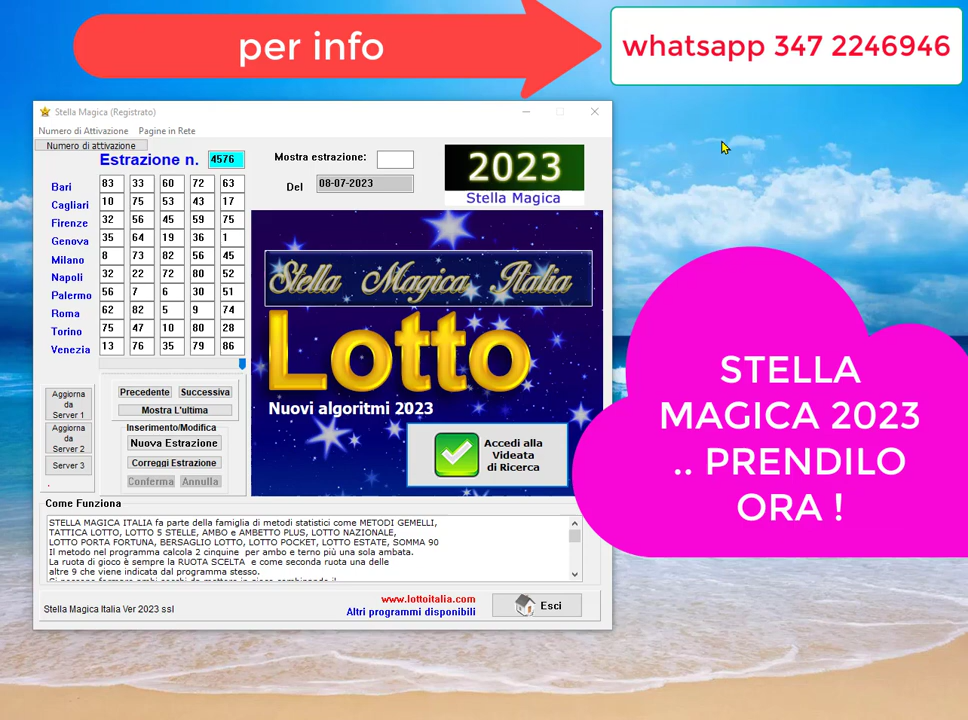 per info
whatsapp 347 2246946
Stella Magica (Registrato)
Numero di Attivazione Pagine in Rete
Numero di attivazione
Estrazione n. 4576
Mostra estrazione:
Del 08-07-2023
2023
Stella Magica
Bari 83 33 60 72 63
Cagliari 10 75 53 43 17
Firenze 32 56 45 59 75
Genova 35 64 19 36 1
Milano 8 73 82 56 45
Napoli 32 22 72 80 52
Palermo 56 7 6 30 51
Roma 62 82 5 9 74
Torino 75 47 10 80 28
Venezia 13 76 35 79 86
Stella Magica Italia
Lotto
Nuovi algoritmi 2023
Accedi alla
Videata
di Ricerca
Aggiorna
da
Server 1
Aggiorna
da
Server 2
Server 3
Precedente Successiva
Mostra L'ultima
Inserimento/Modifica
Nuova Estrazione
Correggi Estrazione
Conferma Annulla
Come Funziona
STELLA MAGICA ITALIA fa parte della famiglia di metodi statistici come METODI GEMELLI,
TATTICA LOTTO, LOTTO 5 STELLE, AMBO e AMBETTO PLUS, LOTTO NAZIONALE,
LOTTO PORTA FORTUNA, BERSAGLIO LOTTO, LOTTO POCKET, LOTTO ESTATE, SOMMA 90
Il metodo nel programma calcola 2 cinquine per ambo e terno più una sola ambata.
La ruota di gioco è sempre la RUOTA SCELTA e come seconda ruota una delle
altre 9 che viene indicata dal programma stesso.
Stella Magica Italia Ver 2023 ssl
www.lottoitalia.com
Altri programmi disponibili
Esci
STELLA
MAGICA 2023
.. PRENDILO
ORA !